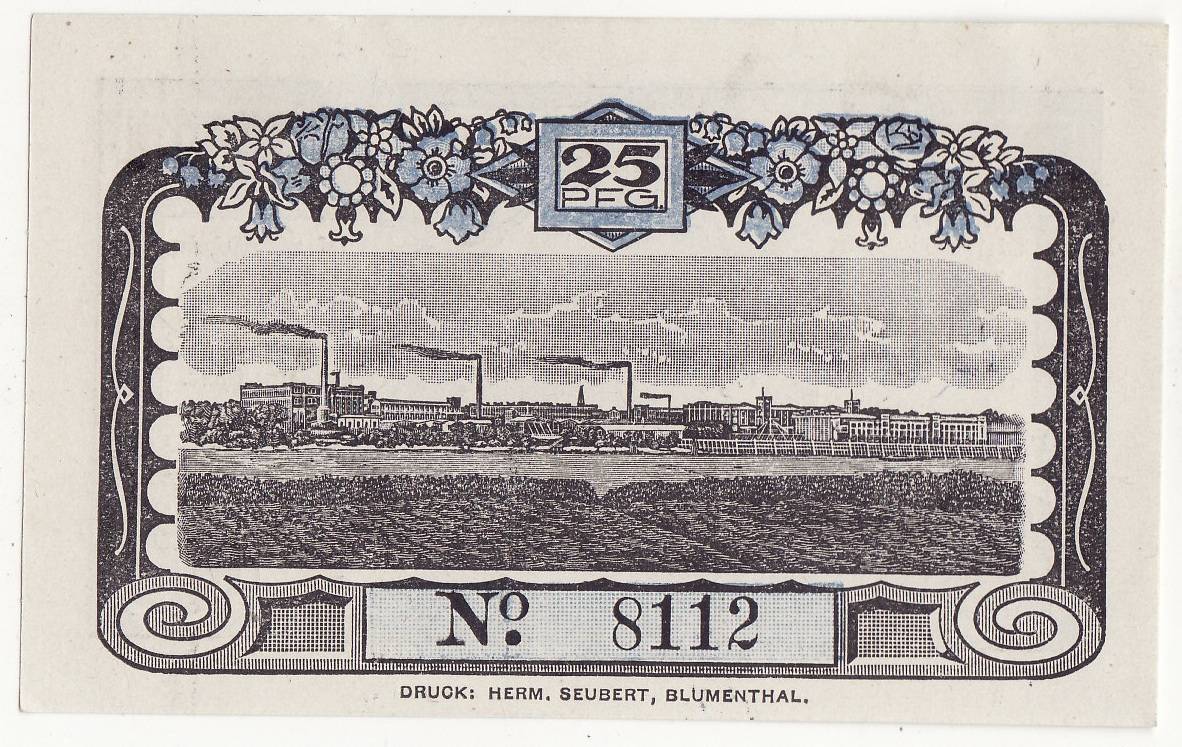 25
PFG.
Nº. 8112
DRUCK: HERM. SEUBERT, BLUMENTHAL.